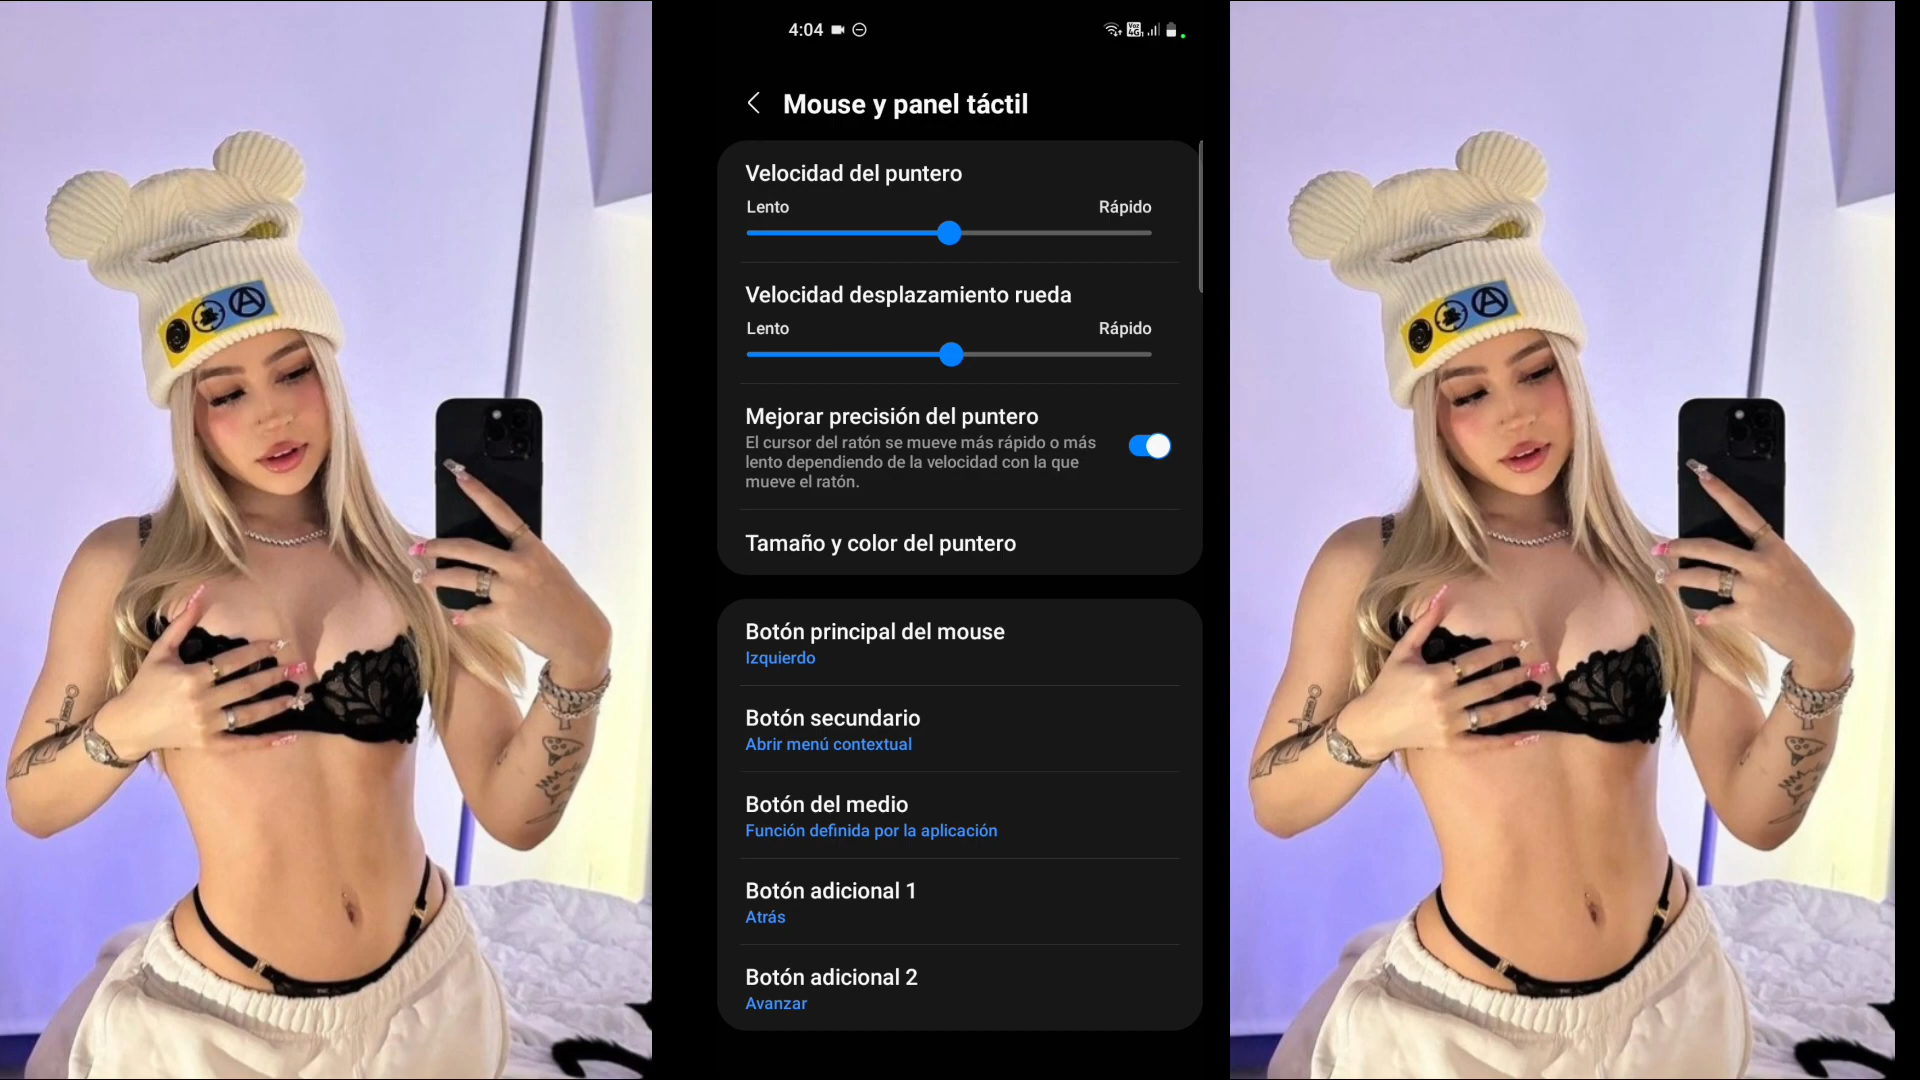 4:04
Voz
4G
Mouse y panel táctil
Velocidad del puntero
Lento Rápido
Velocidad desplazamiento rueda
Lento Rápido
Mejorar precisión del puntero
El cursor del ratón se mueve más rápido o más
lento dependiendo de la velocidad con la que
mueve el ratón.
Tamaño y color del puntero
Botón principal del mouse
Izquierdo
Botón secundario
Abrir menú contextual
Botón del medio
Función definida por la aplicación
Botón adicional 1
Atrás
Botón adicional 2
Avanzar